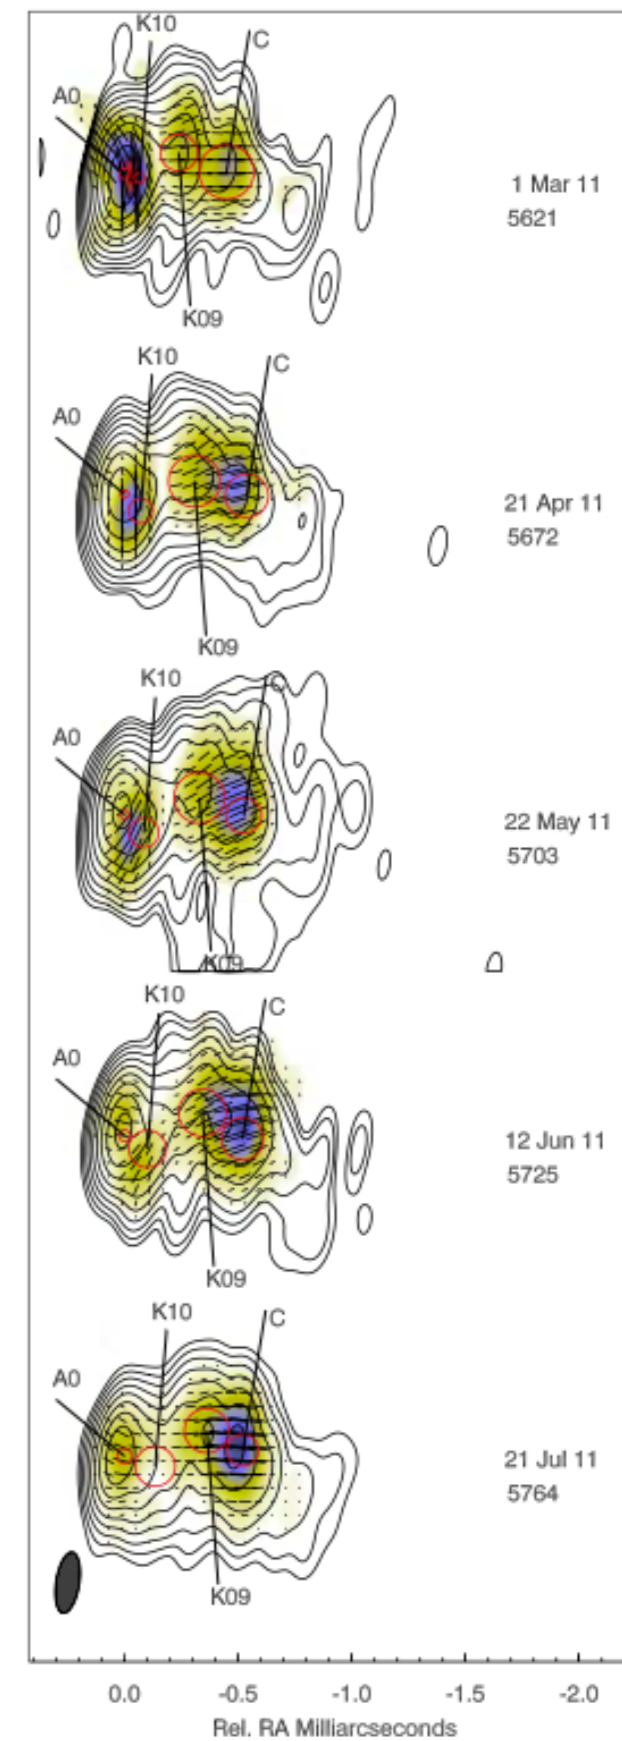 K10
C
A0
1 Mar 11
5621
K09
K10
C
A0
21 Apr 11
5672
K09
K10
A0
22 May 11
5703
K09
K10
C
A0
12 Jun 11
5725
K09
K10
C
A0
21 Jul 11
5764
K09
0.0 -0.5 -1.0 -1.5 -2.0
Rel. RA Milliarcseconds